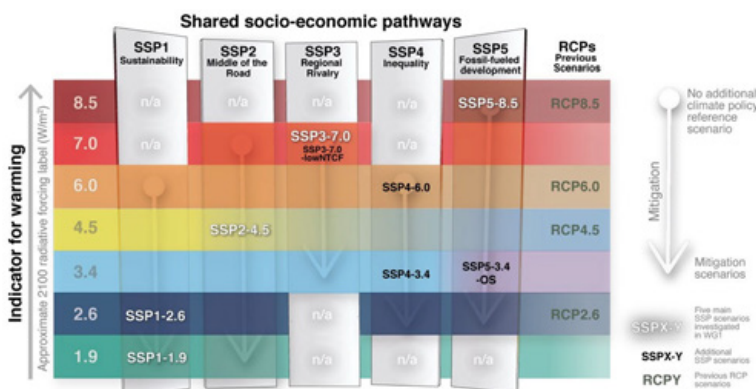 Shared socio-economic pathways
SSP1
Sustainability
SSP2
Middle of the
Road
SSP3
Regional
Rivalry
SSP4
Inequality
SSP5
Fossil-fueled
development
RCPs
Previous
Scenarios
Indicator for warming
Approximate 2100 radiative forcing label (W/m²)
8.5
n/a
n/a
n/a
n/a
SSP5-8.5
RCP8.5
7.0
n/a
SSP3-7.0
SSP3-7.0
-lowNTCF
n/a
6.0
SSP4-6.0
RCP6.0
4.5
SSP2-4.5
RCP4.5
3.4
SSP4-3.4
SSP5-3.4
-OS
2.6
SSP1-2.6
RCP2.6
1.9
SSP1-1.9
n/a
n/a
n/a
No additional
climate policy
reference
scenario
Mitigation
Mitigation
scenarios
SSPX-Y
Five main
SSP scenarios
investigated
in WG1
SSPX-Y
Additional
SSP scenarios
RCPY
Previous RCP
scenarios